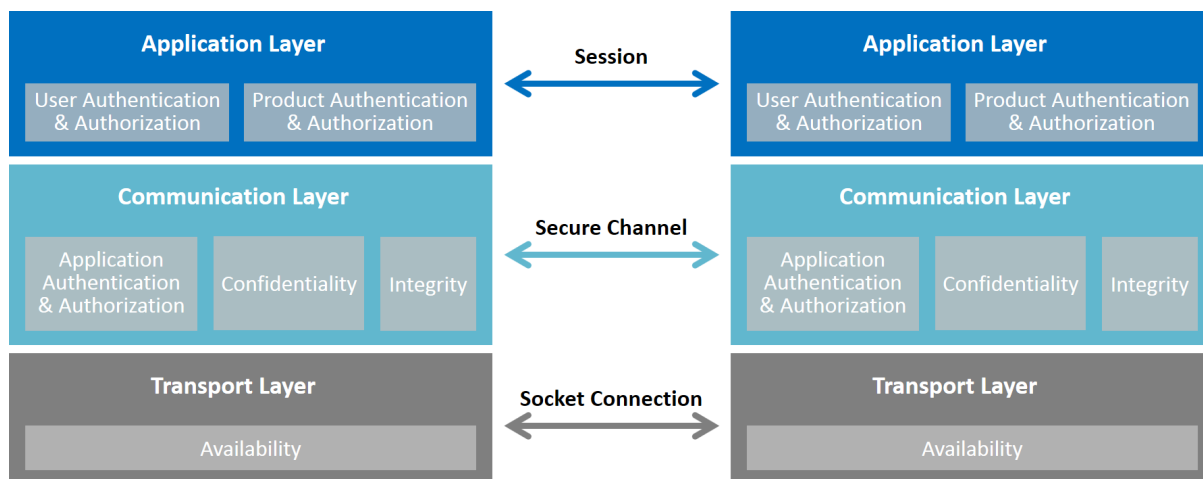 Application Layer
User Authentication
& Authorization
Product Authentication
& Authorization
Session
Application Layer
User Authentication
& Authorization
Product Authentication
& Authorization
Communication Layer
Application
Authentication
& Authorization
Confidentiality
Integrity
Secure Channel
Communication Layer
Application
Authentication
& Authorization
Confidentiality
Integrity
Transport Layer
Availability
Socket Connection
Transport Layer
Availability